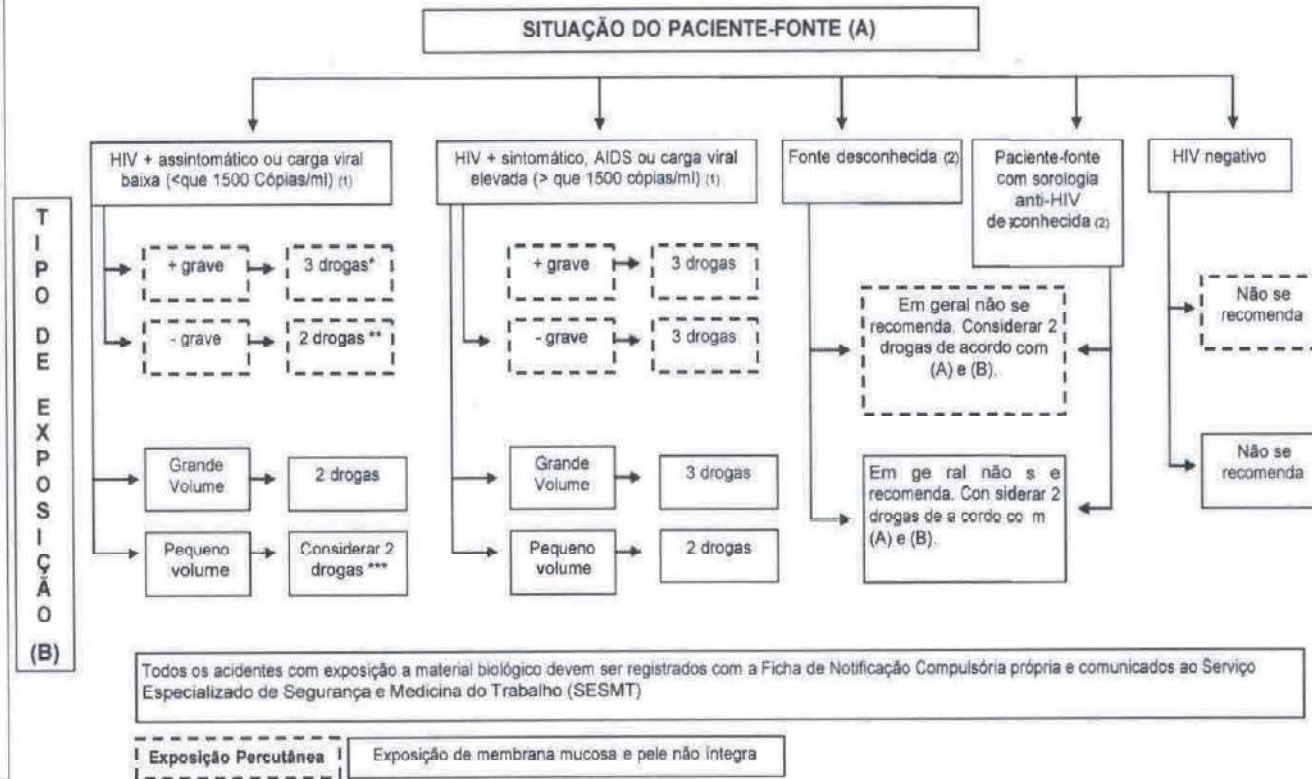 SITUAÇÃO DO PACIENTE-FONTE (A)
HIV + assintomático ou carga viral
baixa (<que 1500 Cópias/ml) (1)
HIV + sintomático, AIDS ou carga viral
elevada (> que 1500 cópias/ml) (1)
Fonte desconhecida (2)
Paciente-fonte
com sorologia
anti-HIV
desconhecida (2)
HIV negativo
TIPO DE EXPOSIÇÃO
(B)
+ grave
3 drogas*
- grave
2 drogas **
Grande
Volume
2 drogas
Pequeno
volume
Considerar 2
drogas ***
+ grave
3 drogas
- grave
3 drogas
Grande
Volume
3 drogas
Pequeno
volume
2 drogas
Em geral não se
recomenda. Considerar 2
drogas de acordo com
(A) e (B).
Em ge ral não s e
recomenda. Con siderar 2
drogas de a cordo co m
(A) e (B).
Não se
recomenda
Não se
recomenda
Todos os acidentes com exposição a material biológico devem ser registrados com a Ficha de Notificação Compulsória própria e comunicados ao Serviço
Especializado de Segurança e Medicina do Trabalho (SESMT)
Exposição Percutânea
Exposição de membrana mucosa e pele não íntegra